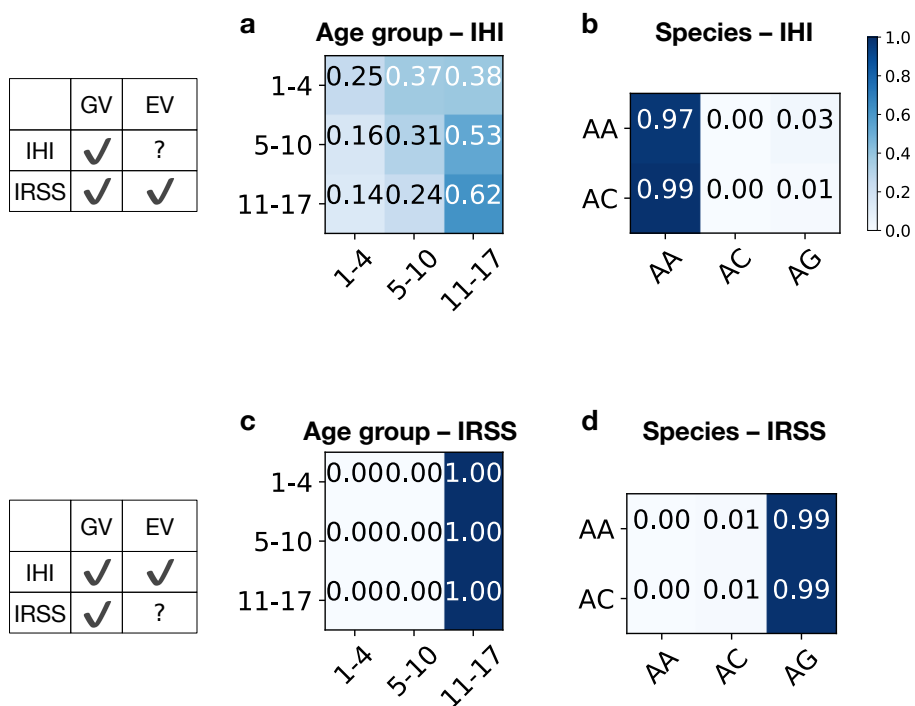 a
Age group – IHI
1-4 0.25 0.37 0.38
5-10 0.16 0.31 0.53
11-17 0.14 0.24 0.62
1-4 5-10 11-17
b
Species – IHI
AA 0.97 0.00 0.03
AC 0.99 0.00 0.01
AA AC AG
1.0
0.8
0.6
0.4
0.2
0.0
GV EV
IHI ✓ ?
IRSS ✓ ✓
c
Age group – IRSS
1-4 0.00 0.00 1.00
5-10 0.00 0.00 1.00
11-17 0.00 0.00 1.00
1-4 5-10 11-17
d
Species – IRSS
AA 0.00 0.01 0.99
AC 0.00 0.01 0.99
AA AC AG
GV EV
IHI ✓ ✓
IRSS ✓ ?